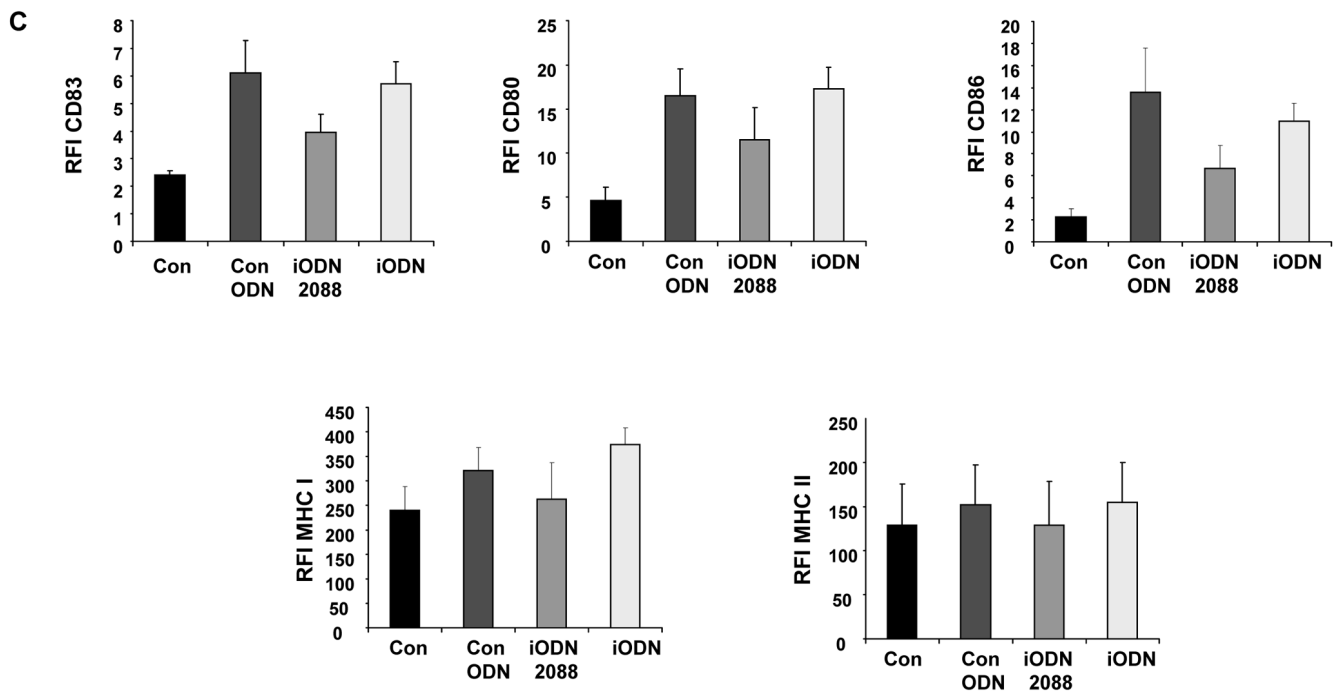 C
RFI CD83
8
7
6
5
4
3
2
1
0
Con
Con ODN
iODN 2088
iODN
RFI CD80
25
20
15
10
5
0
Con
Con ODN
iODN 2088
iODN
RFI CD86
20
18
16
14
12
10
8
6
4
2
0
Con
Con ODN
iODN 2088
iODN
RFI MHC I
450
400
350
300
250
200
150
100
50
0
Con
Con ODN
iODN 2088
iODN
RFI MHC II
250
200
150
100
50
0
Con
Con ODN
iODN 2088
iODN